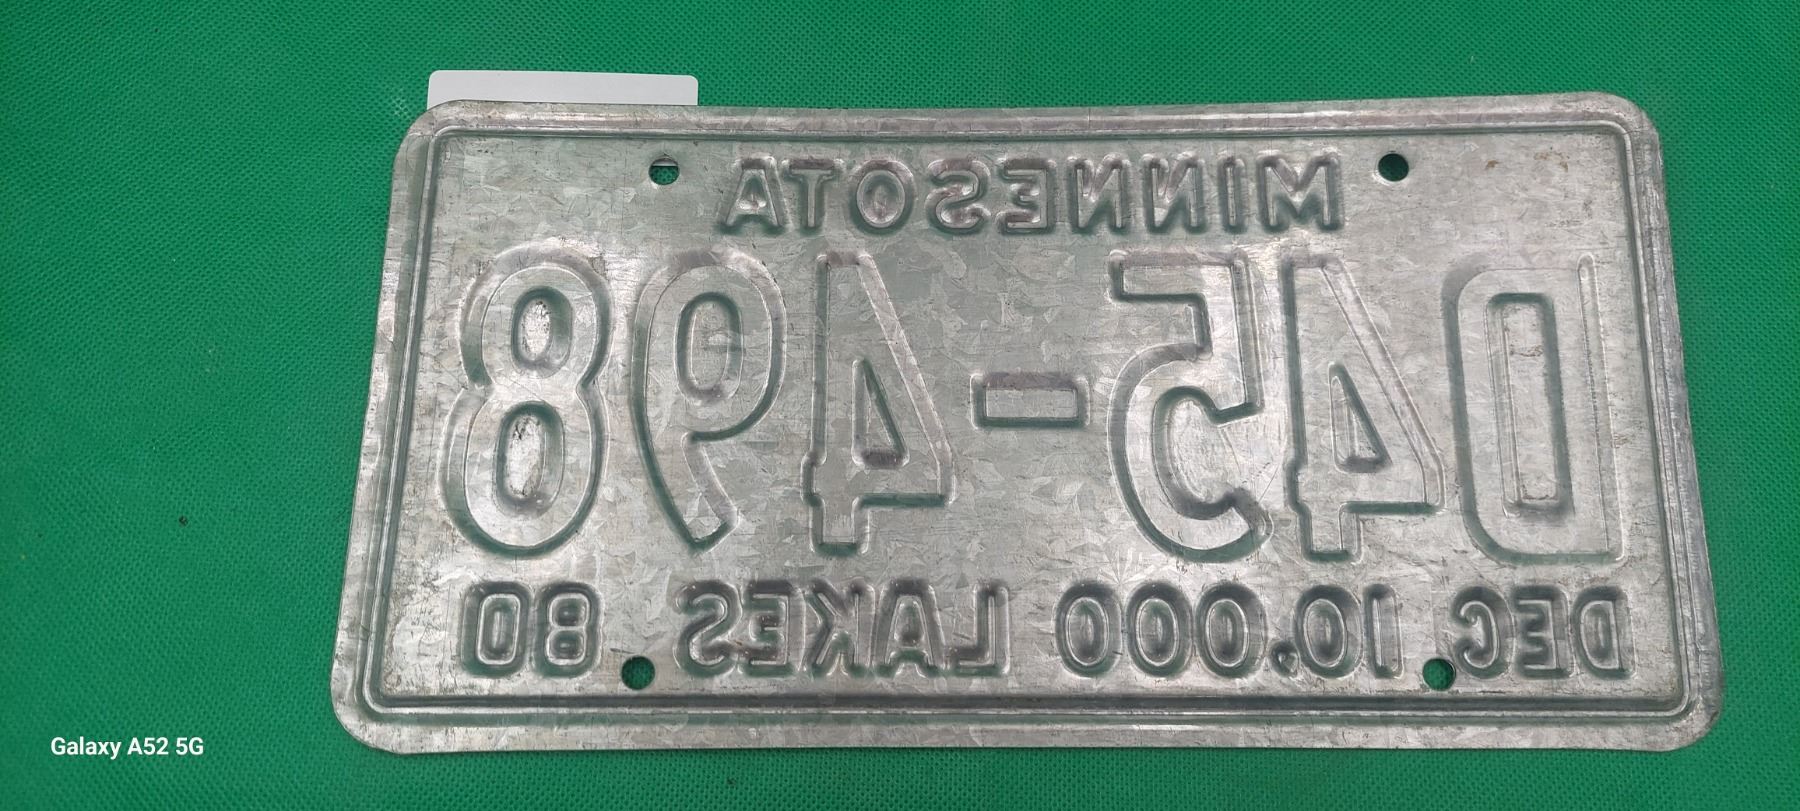 MINNESOTA
D45-498
DEC 10,000 LAKES 80
Galaxy A52 5G